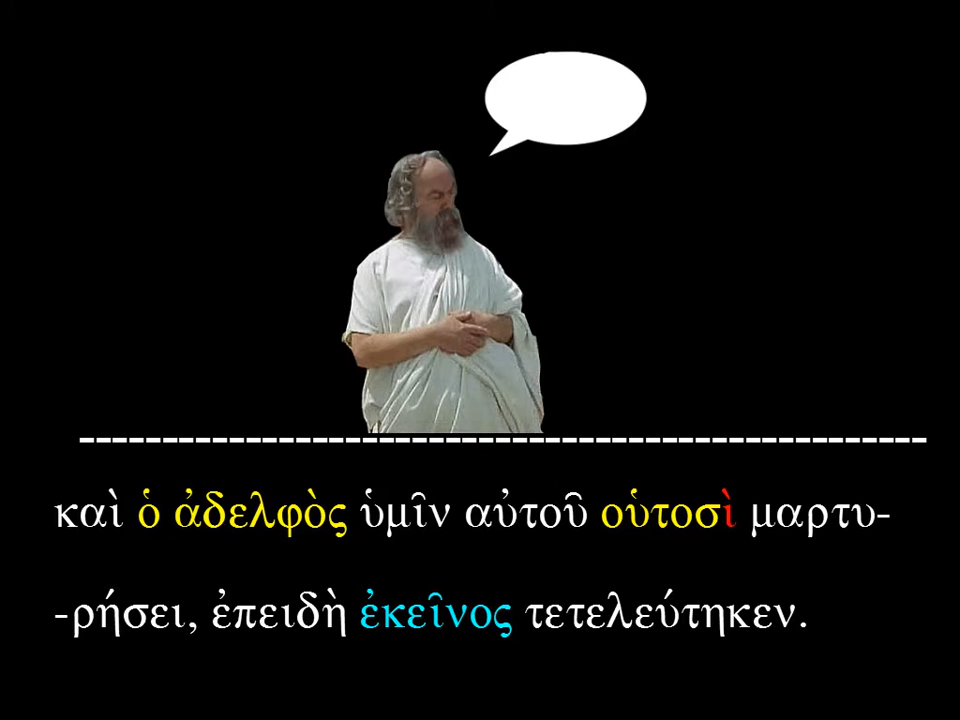 καὶ ὁ ἀδελφὸς ὑμῖν αὐτοῦ οὑτοσὶ μαρτυ-
-ρήσει, ἐπειδὴ ἐκεῖνος τετελεύτηκεν.